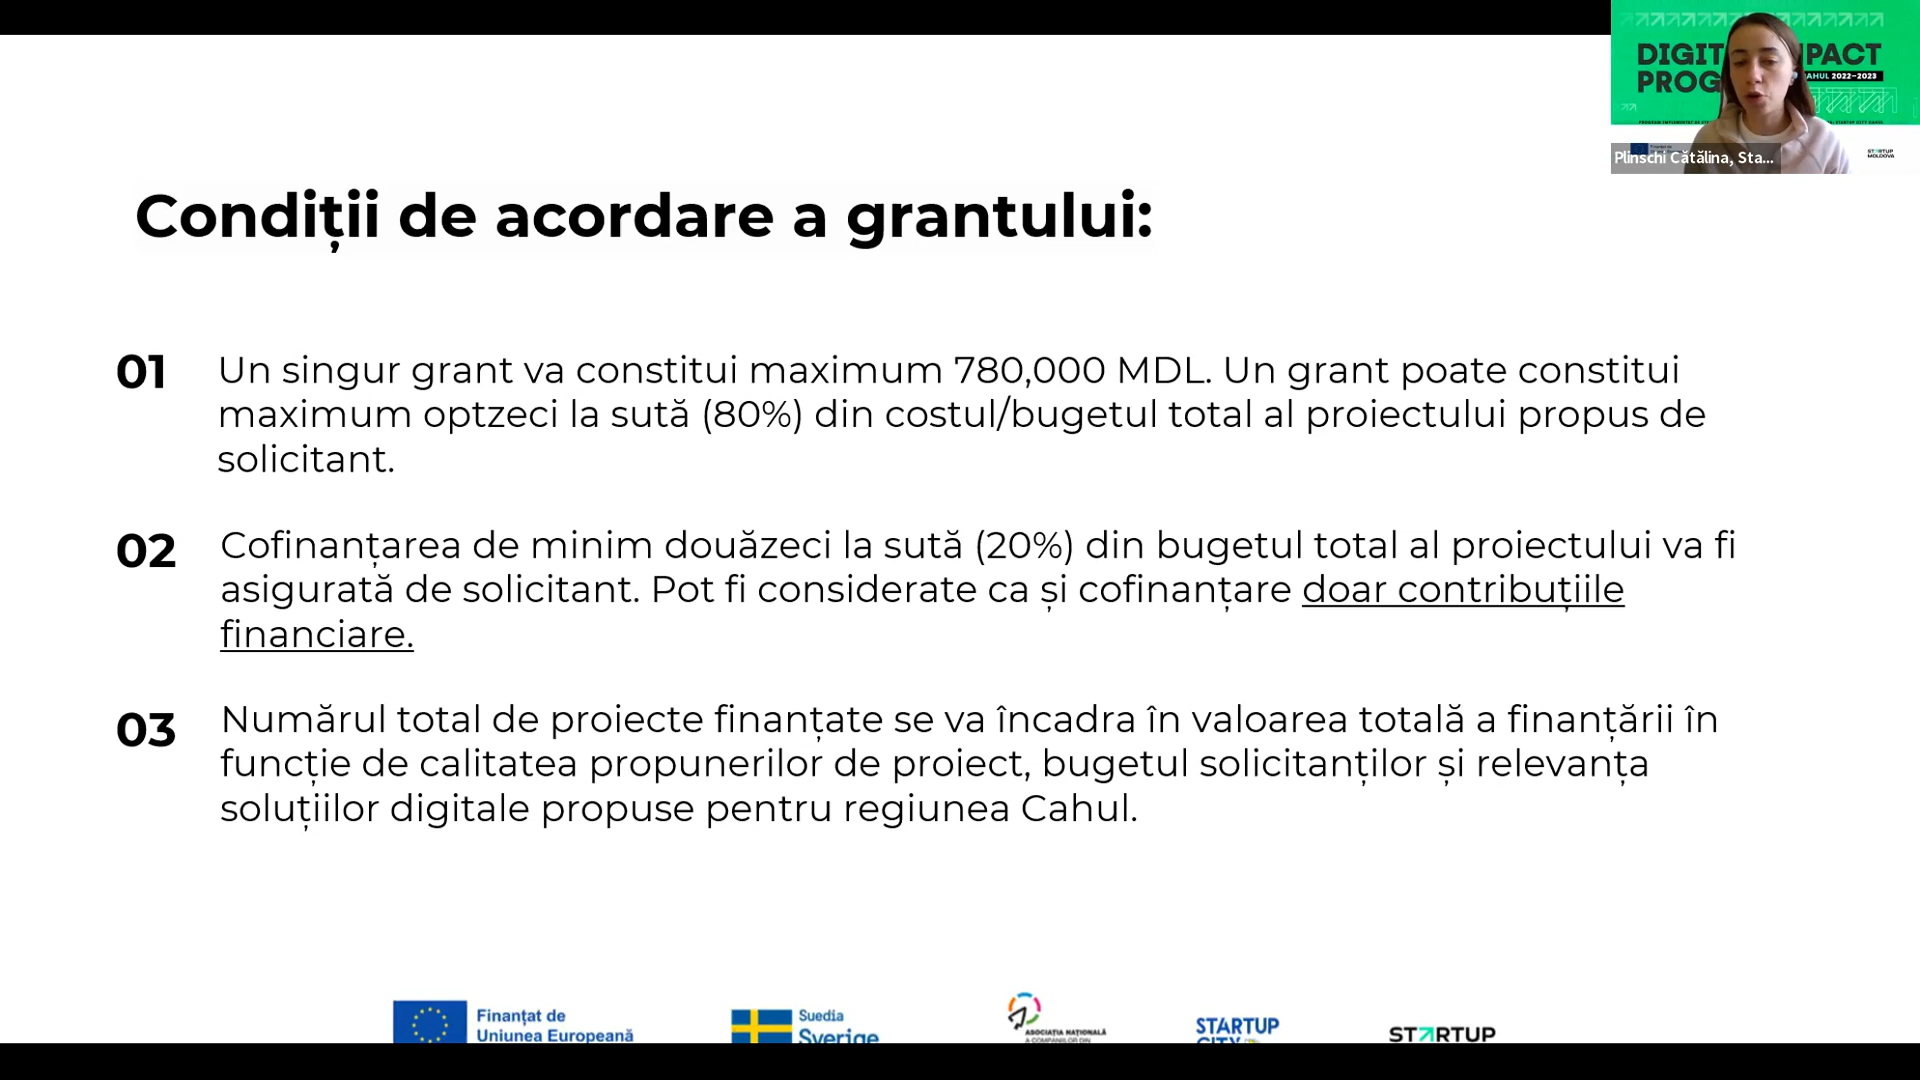 DIGIT PACT
PROG AHUL 2022–2023
Plinschi Cătălina, Sta...
STARTUP
MOLDOVA
Condiții de acordare a grantului:
01
Un singur grant va constitui maximum 780,000 MDL. Un grant poate constitui
maximum optzeci la sută (80%) din costul/bugetul total al proiectului propus de
solicitant.
02
Cofinanțarea de minim douăzeci la sută (20%) din bugetul total al proiectului va fi
asigurată de solicitant. Pot fi considerate ca și cofinanțare doar contribuțiile
financiare.
03
Numărul total de proiecte finanțate se va încadra în valoarea totală a finanțării în
funcție de calitatea propunerilor de proiect, bugetul solicitanților și relevanța
soluțiilor digitale propuse pentru regiunea Cahul.
Finanțat de
Uniunea Europeană
Suedia
Sverige
ASOCIAȚIA NAȚIONALĂ
A COMPANIILOR DIN
STARTUP
CITY
STARTUP